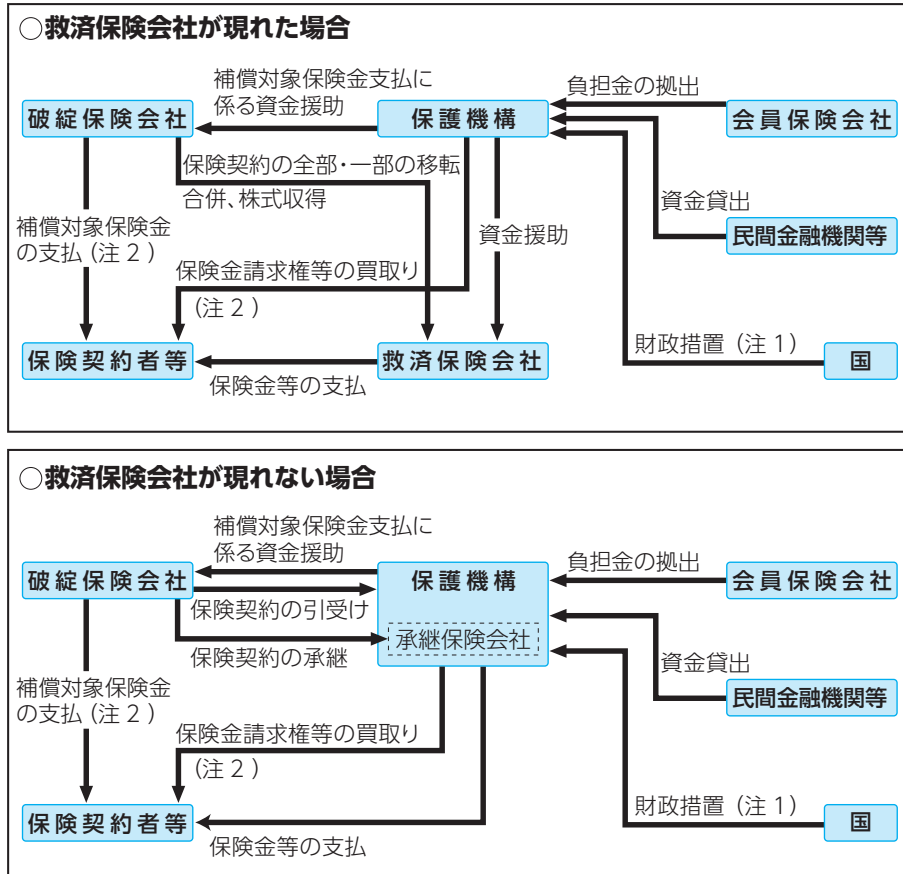 ○救済保険会社が現れた場合
補償対象保険金支払に
係る資金援助
負担金の拠出
破綻保険会社
保護機構
会員保険会社
保険契約の全部・一部の移転
合併、株式取得
資金貸出
補償対象保険金
の支払(注2)
資金援助
民間金融機関等
保険金請求権等の買取り
(注2)
財政措置(注1)
保険契約者等
救済保険会社
国
保険金等の支払
○救済保険会社が現れない場合
補償対象保険金支払に
係る資金援助
負担金の拠出
破綻保険会社
保護機構
会員保険会社
保険契約の引受け
承継保険会社
保険契約の承継
資金貸出
補償対象保険金
の支払(注2)
民間金融機関等
保険金請求権等の買取り
(注2)
財政措置(注1)
保険契約者等
国
保険金等の支払